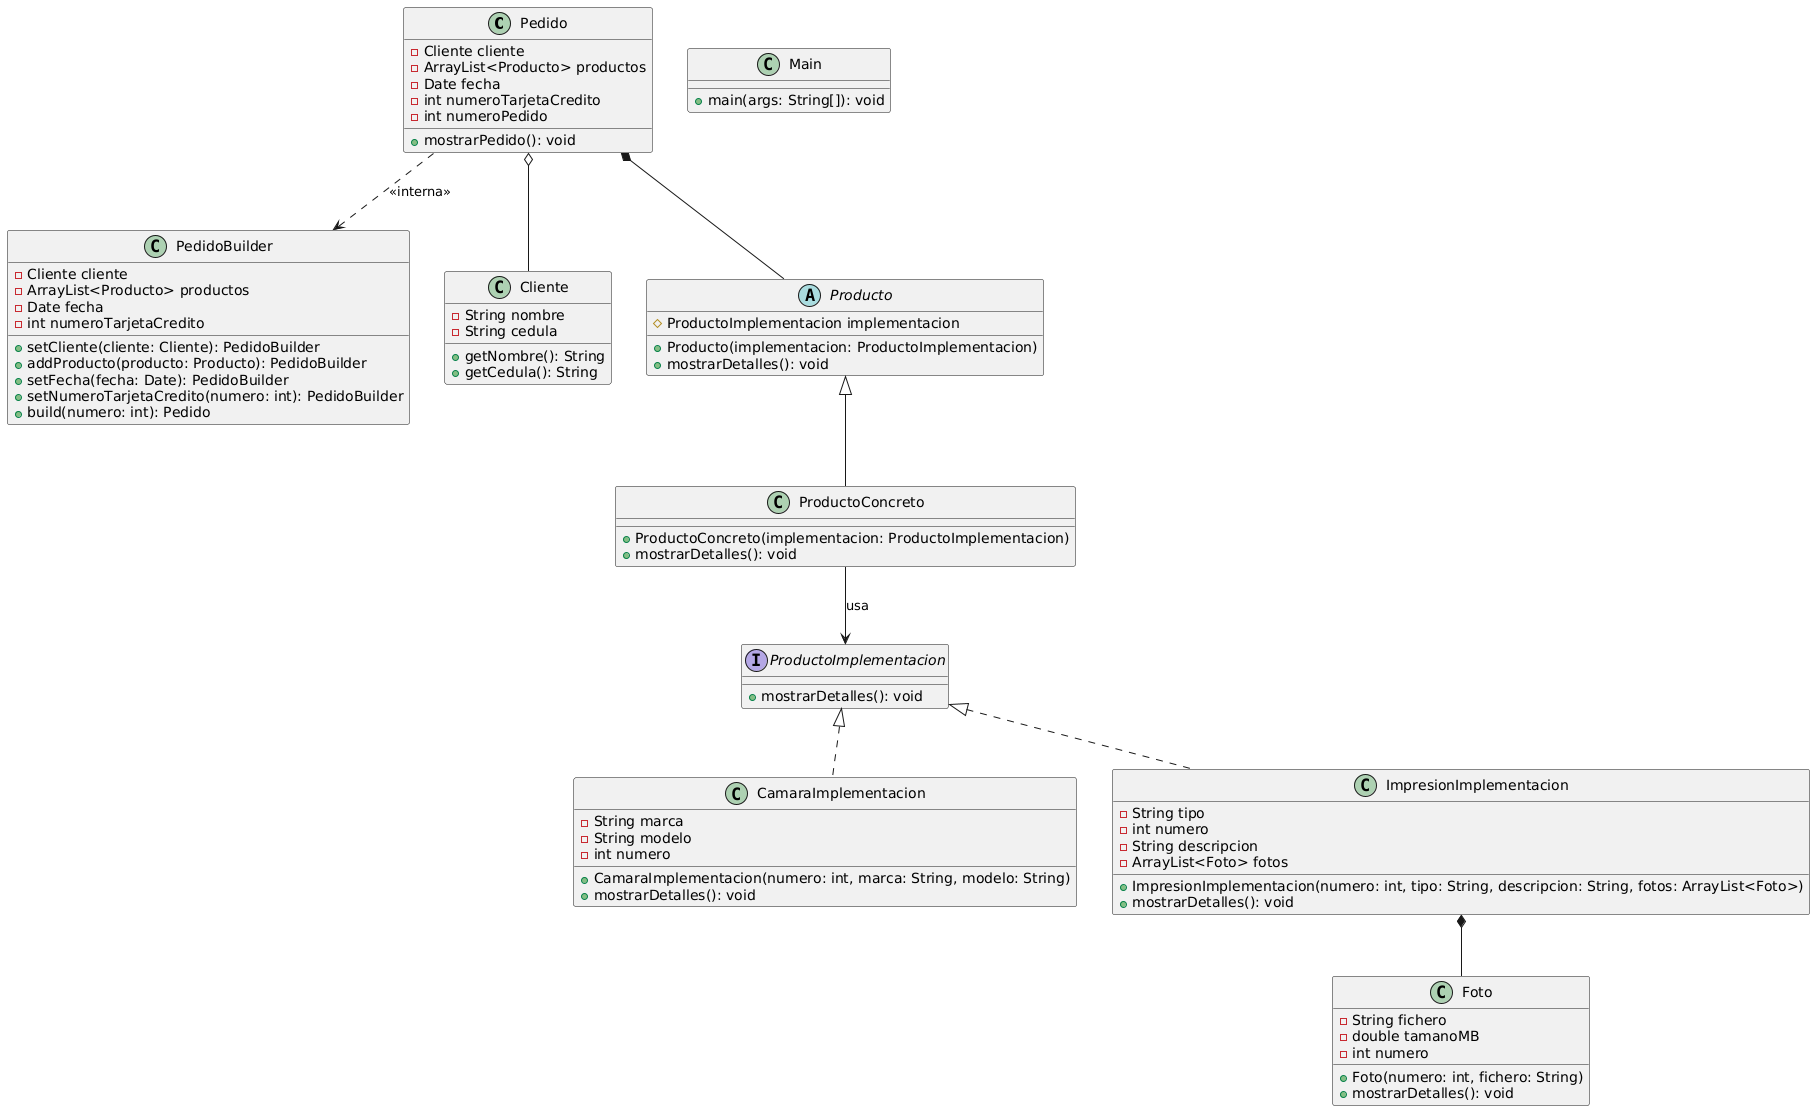 C Pedido
Cliente cliente
ArrayList<Producto> productos
Date fecha
int numeroTarjetaCredito
int numeroPedido
mostrarPedido(): void
C Main
main(args: String[]): void
«interna»
C PedidoBuilder
Cliente cliente
ArrayList<Producto> productos
Date fecha
int numeroTarjetaCredito
setCliente(cliente: Cliente): PedidoBuilder
addProducto(producto: Producto): PedidoBuilder
setFecha(fecha: Date): PedidoBuilder
setNumeroTarjetaCredito(numero: int): PedidoBuilder
build(numero: int): Pedido
C Cliente
String nombre
String cedula
getNombre(): String
getCedula(): String
A Producto
ProductoImplementacion implementacion
Producto(implementacion: ProductoImplementacion)
mostrarDetalles(): void
C ProductoConcreto
ProductoConcreto(implementacion: ProductoImplementacion)
mostrarDetalles(): void
usa
I ProductoImplementacion
mostrarDetalles(): void
C CamaraImplementacion
String marca
String modelo
int numero
CamaraImplementacion(numero: int, marca: String, modelo: String)
mostrarDetalles(): void
C ImpresionImplementacion
String tipo
int numero
String descripcion
ArrayList<Foto> fotos
ImpresionImplementacion(numero: int, tipo: String, descripcion: String, fotos: ArrayList<Foto>)
mostrarDetalles(): void
C Foto
String fichero
double tamanoMB
int numero
Foto(numero: int, fichero: String)
mostrarDetalles(): void